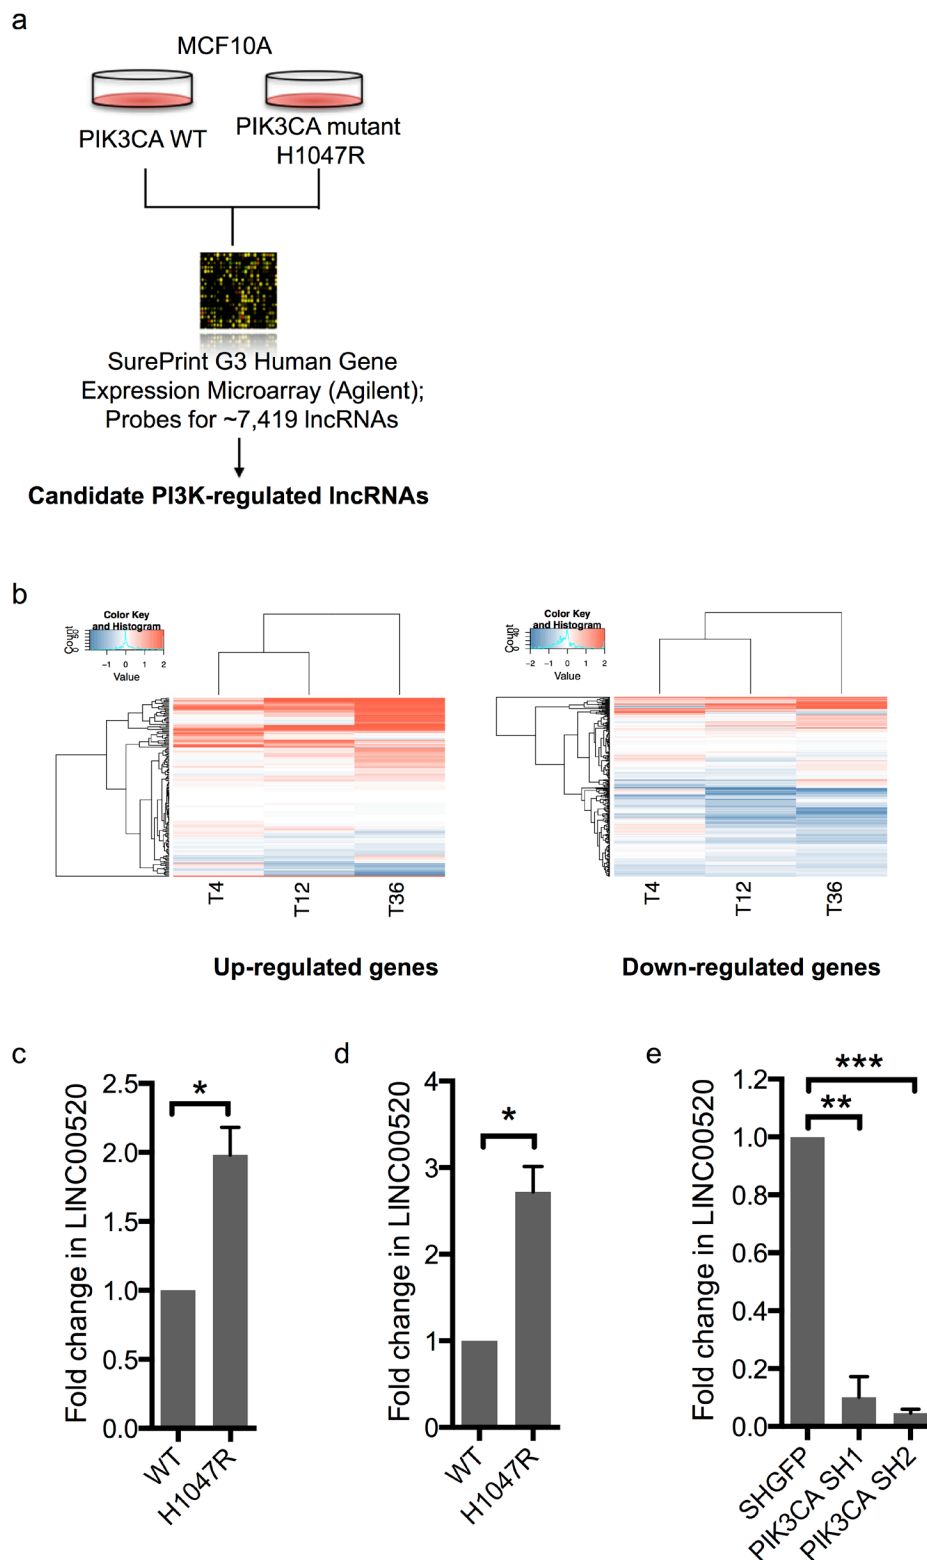 a
MCF10A
PIK3CA WT
PIK3CA mutant
H1047R
SurePrint G3 Human Gene
Expression Microarray (Agilent);
Probes for ~7,419 lncRNAs
Candidate PI3K-regulated lncRNAs
b
Color Key
and Histogram
Count
0 50
−1 0 1 2
Value
T4
T12
T36
Up-regulated genes
Color Key
and Histogram
Count
0 40
−2 −1 0 1 2
Value
T4
T12
T36
Down-regulated genes
c
Fold change in LINC00520
2.5
2.0
1.5
1.0
0.5
0.0
*
WT
H1047R
d
Fold change in LINC00520
4
3
2
1
0
*
WT
H1047R
e
Fold change in LINC00520
1.2
1.0
0.8
0.6
0.4
0.2
0.0
***
**
SHGFP
PIK3CA SH1
PIK3CA SH2